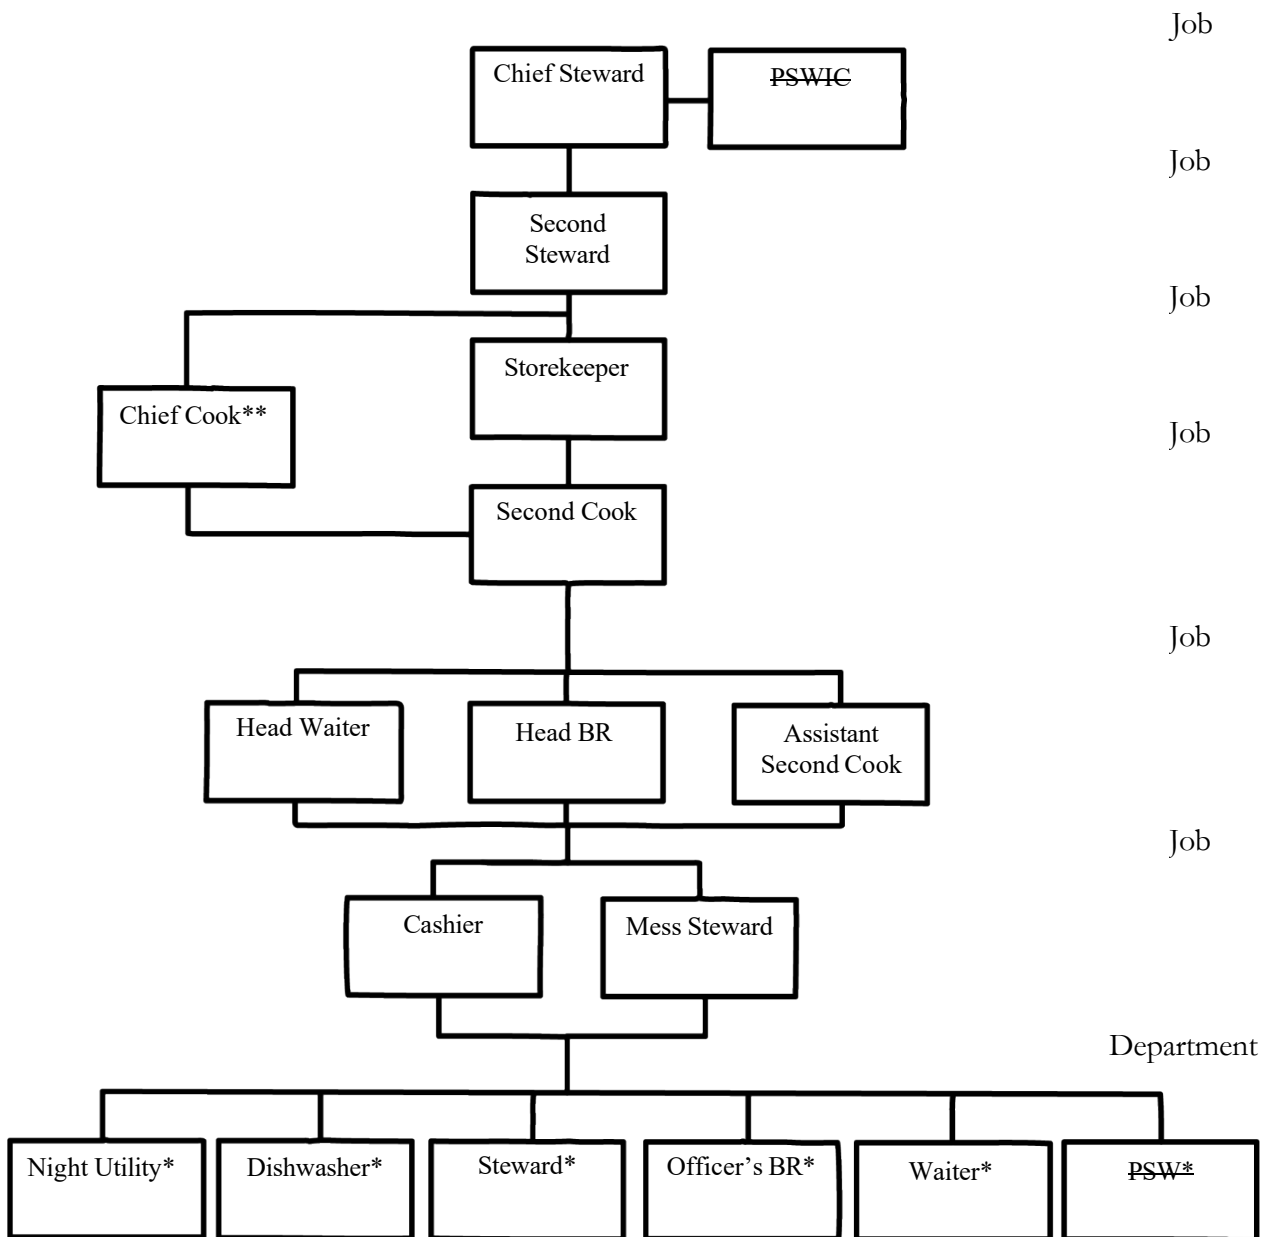 Job
Chief Steward
PSWIC
Job
Second
Steward
Job
Storekeeper
Chief Cook**
Job
Second Cook
Job
Head Waiter
Head BR
Assistant
Second Cook
Job
Cashier
Mess Steward
Department
Night Utility*
Dishwasher*
Steward*
Officer’s BR*
Waiter*
PSW*